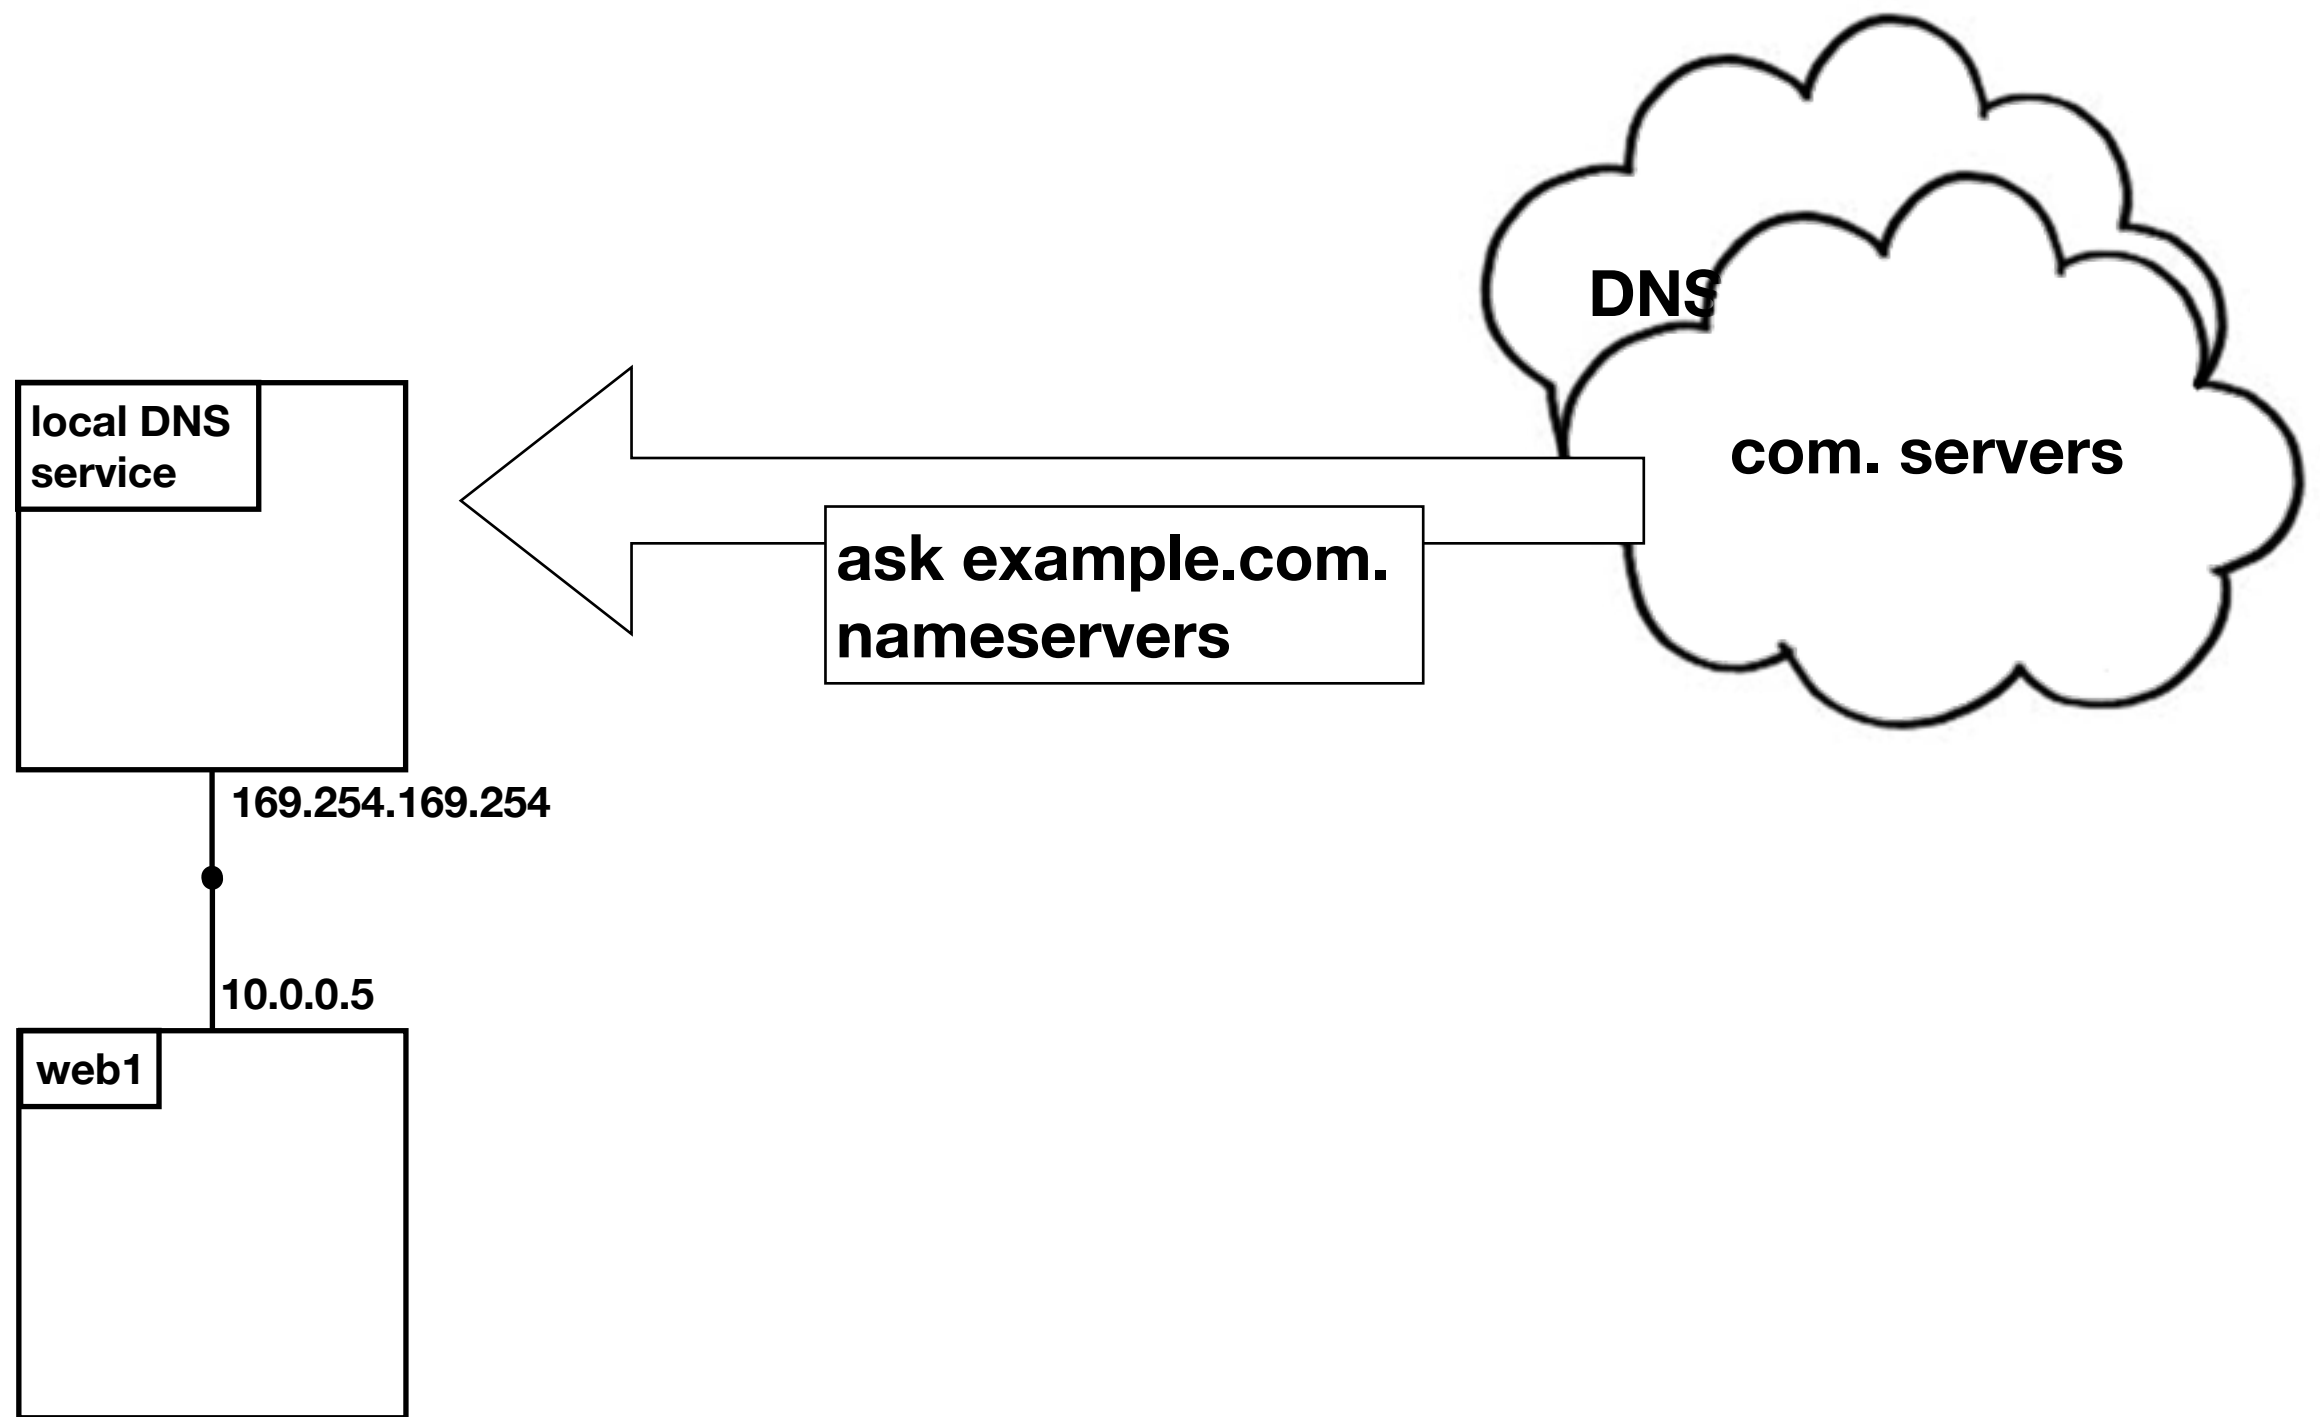 DNS
com. servers
local DNS
service
ask example.com.
nameservers
169.254.169.254
10.0.0.5
web1